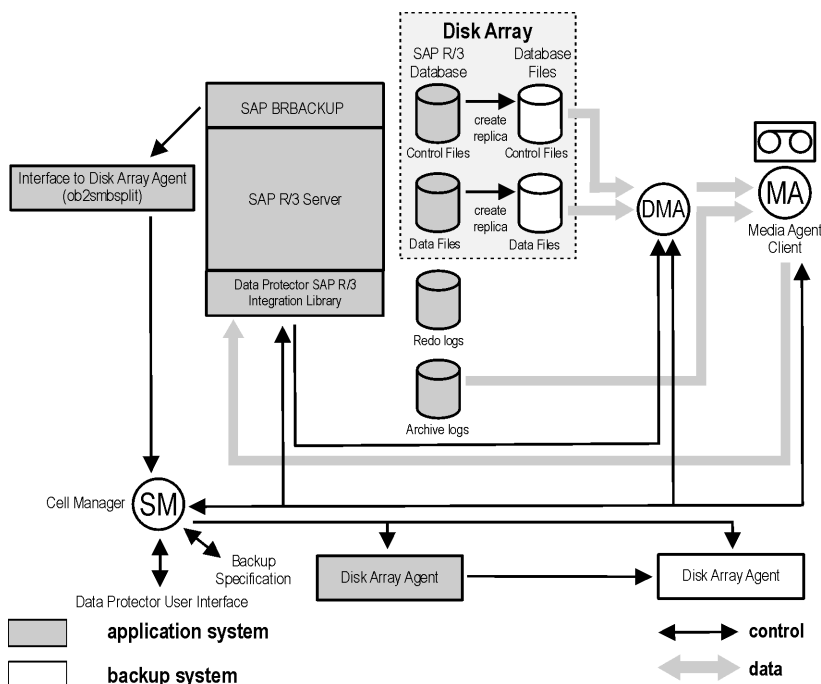 Disk Array
SAP R/3
Database
Database
Files
SAP BRBACKUP
create
replica
Control Files
Control Files
Interface to Disk Array Agent
(ob2smbsplit)
SAP R/3 Server
create
replica
Data Files
Data Files
DMA
MA
Media Agent
Client
Data Protector SAP R/3
Integration Library
Redo logs
Archive logs
Cell Manager
SM
Backup
Specification
Disk Array Agent
Disk Array Agent
Data Protector User Interface
application system
control
backup system
data